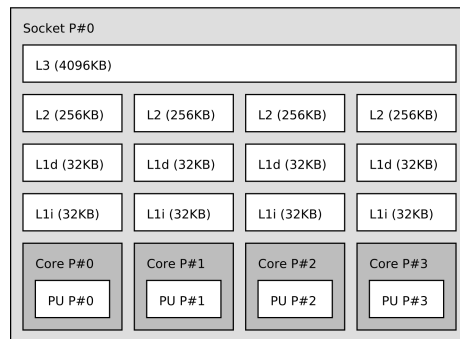 Socket P#0
L3 (4096KB)
L2 (256KB) L2 (256KB) L2 (256KB) L2 (256KB)
L1d (32KB) L1d (32KB) L1d (32KB) L1d (32KB)
L1i (32KB) L1i (32KB) L1i (32KB) L1i (32KB)
Core P#0 Core P#1 Core P#2 Core P#3
PU P#0 PU P#1 PU P#2 PU P#3